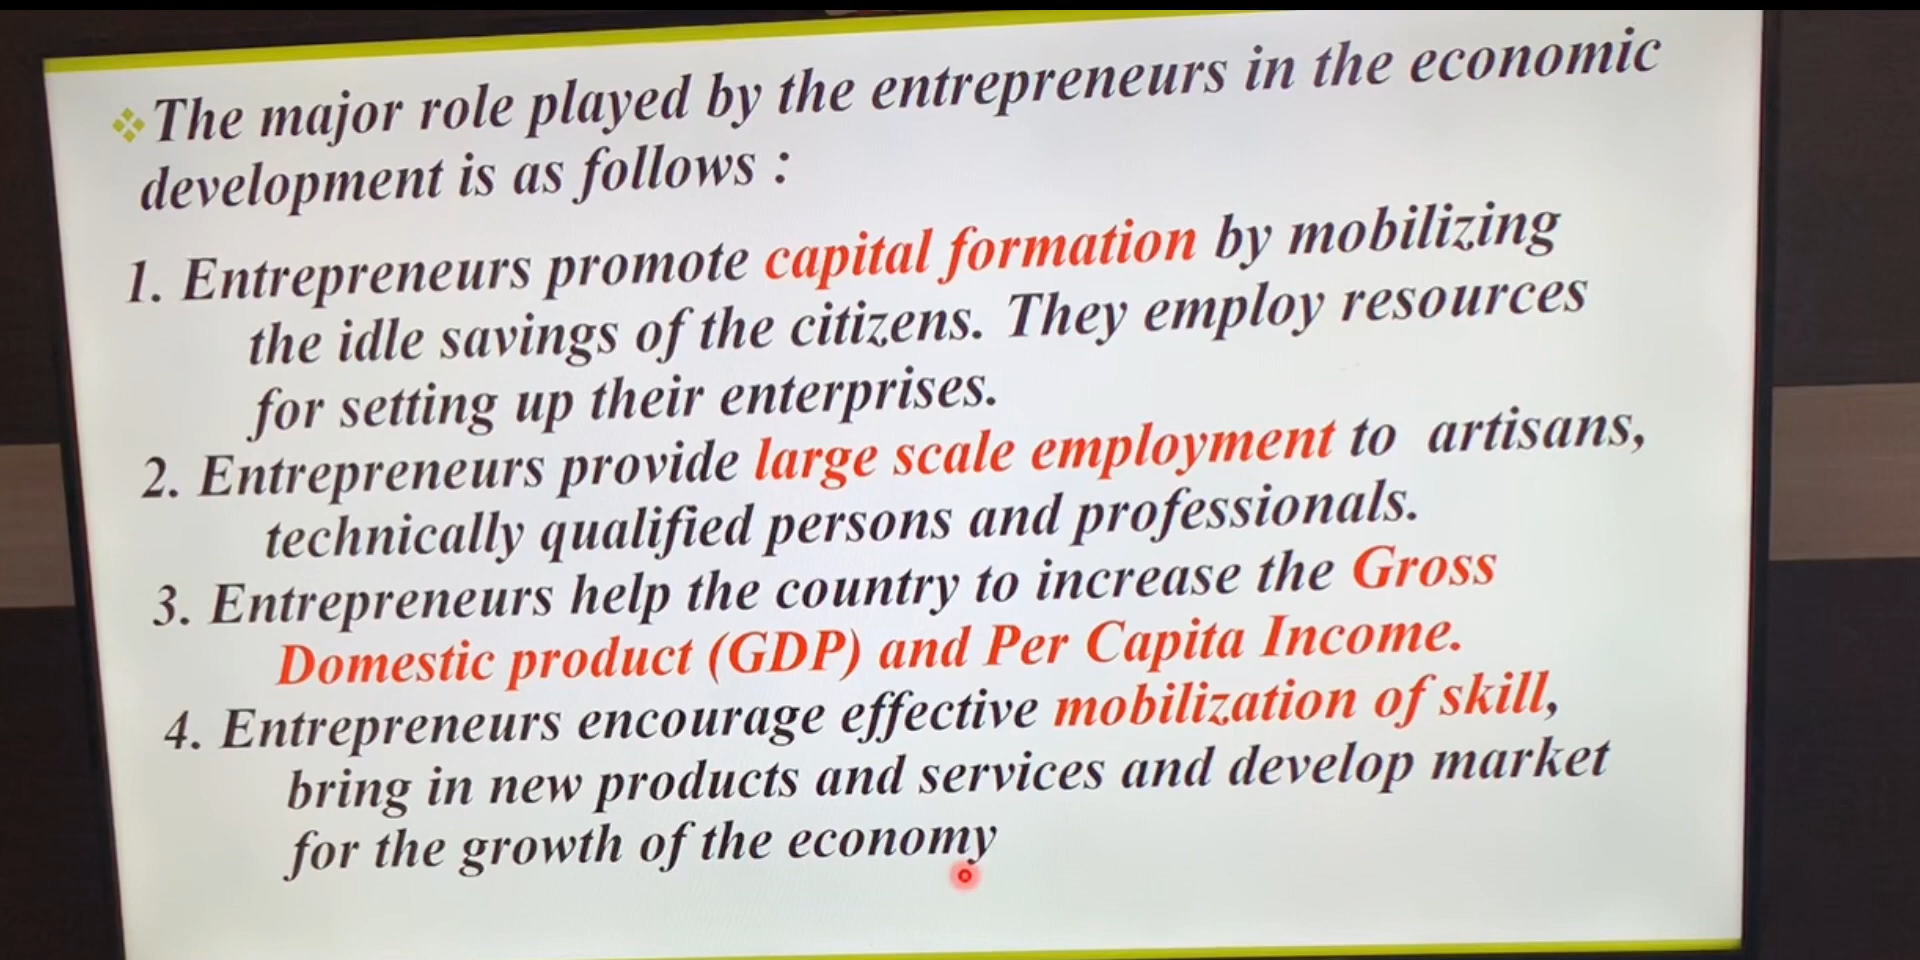 The major role played by the entrepreneurs in the economic
development is as follows :
1. Entrepreneurs promote capital formation by mobilizing
the idle savings of the citizens. They employ resources
for setting up their enterprises.
2. Entrepreneurs provide large scale employment to artisans,
technically qualified persons and professionals.
3. Entrepreneurs help the country to increase the Gross
Domestic product (GDP) and Per Capita Income.
4. Entrepreneurs encourage effective mobilization of skill,
bring in new products and services and develop market
for the growth of the economy